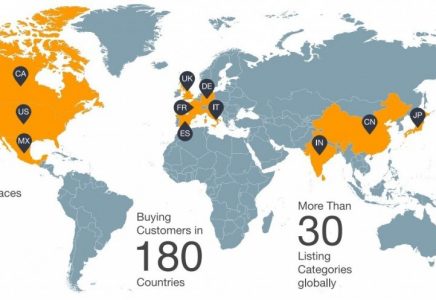 CA
US
MX
UK
DE
FR
IT
ES
CN
JP
IN
aces
Buying
Customers in
180
Countries
More Than
30
Listing
Categories
globally